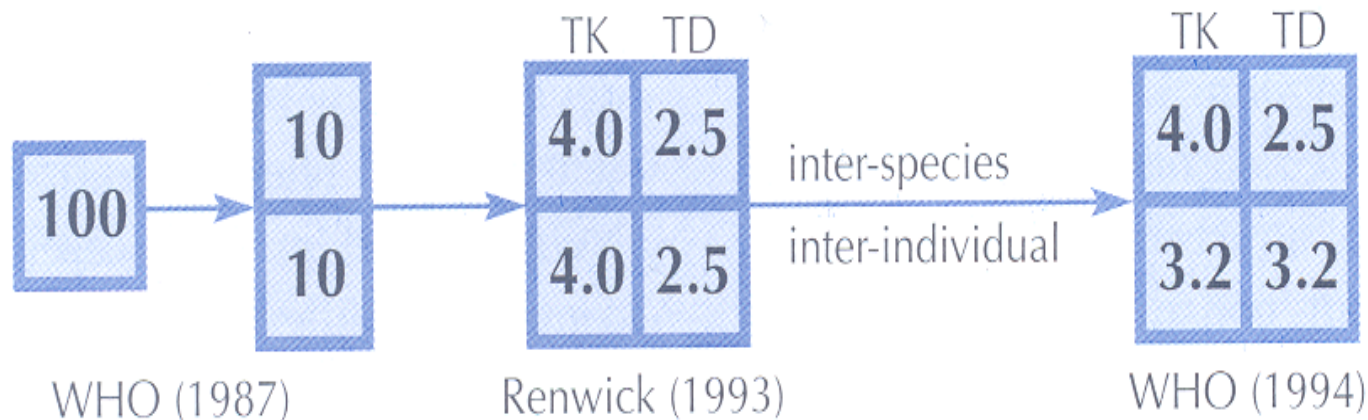 TK TD TK TD
10 4.0 2.5 inter-species 4.0 2.5
100
10 4.0 2.5 inter-individual 3.2 3.2
WHO (1987) Renwick (1993) WHO (1994)